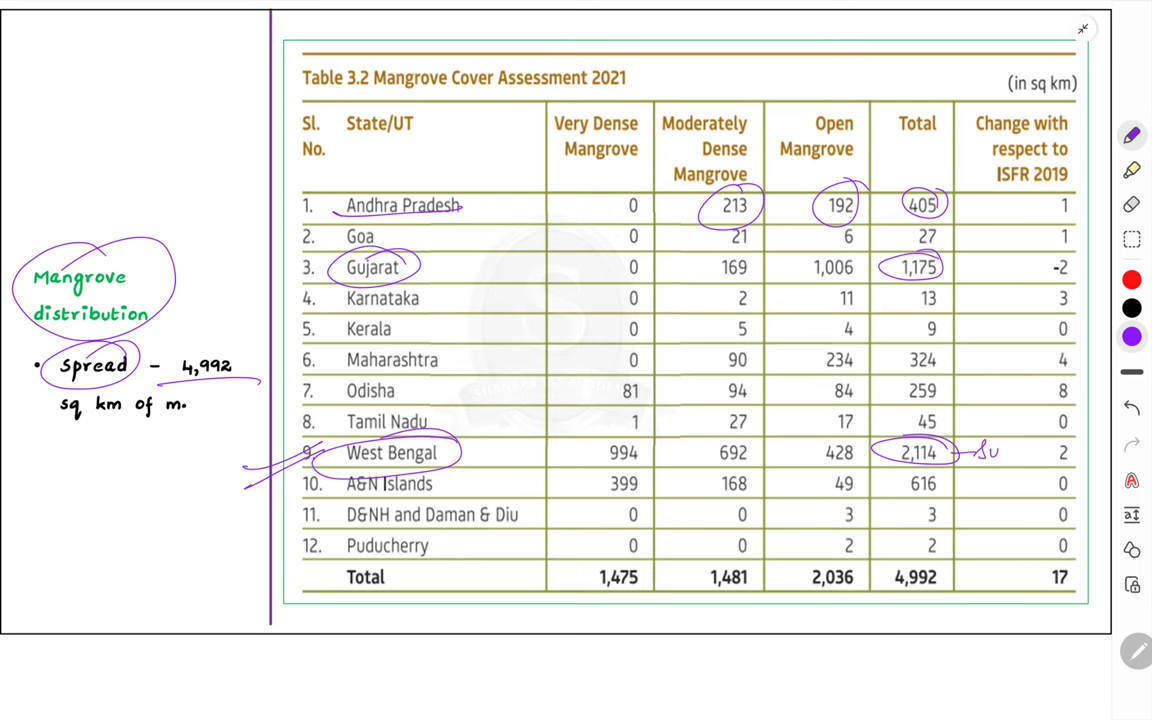 Mangrove
distribution
• Spread - 4,992
sq km of m.
Table 3.2 Mangrove Cover Assessment 2021
(in sq km)
Sl. No. State/UT Very Dense Mangrove Moderately Dense Mangrove Open Mangrove Total Change with respect to ISFR 2019
1. Andhra Pradesh 0 213 192 405 1
2. Goa 0 21 6 27 1
3. Gujarat 0 169 1,006 1,175 -2
4. Karnataka 0 2 11 13 3
5. Kerala 0 5 4 9 0
6. Maharashtra 0 90 234 324 4
7. Odisha 81 94 84 259 8
8. Tamil Nadu 1 27 17 45 0
9. West Bengal 994 692 428 2,114 Su 2
10. A&N Islands 399 168 49 616 0
11. D&NH and Daman & Diu 0 0 3 3 0
12. Puducherry 0 0 2 2 0
Total 1,475 1,481 2,036 4,992 17